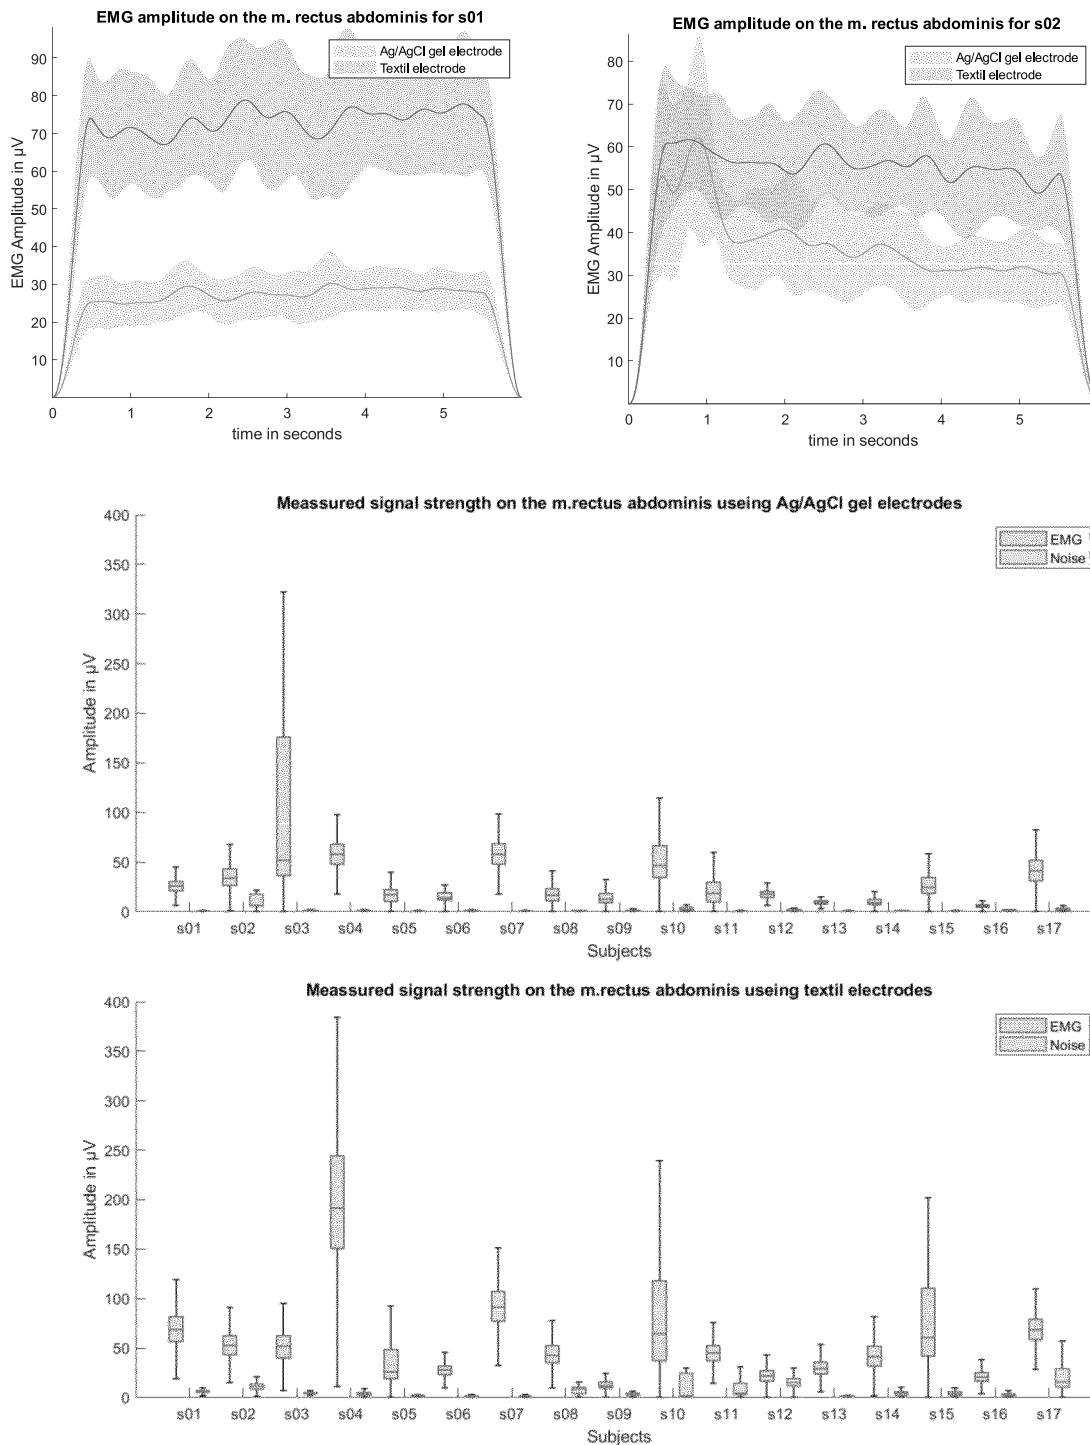 EMG amplitude on the m. rectus abdominis for s01
Ag/AgCl gel electrode
Textil electrode
EMG Amplitude in µV
90
80
70
60
50
40
30
20
10
0 1 2 3 4 5
time in seconds
EMG amplitude on the m. rectus abdominis for s02
Ag/AgCl gel electrode
Textil electrode
EMG Amplitude in µV
80
70
60
50
40
30
20
10
0 1 2 3 4 5
time in seconds
Meassured signal strength on the m.rectus abdominis useing Ag/AgCl gel electrodes
EMG
Noise
Amplitude in µV
400
350
300
250
200
150
100
50
0
s01 s02 s03 s04 s05 s06 s07 s08 s09 s10 s11 s12 s13 s14 s15 s16 s17
Subjects
Meassured signal strength on the m.rectus abdominis useing textil electrodes
EMG
Noise
Amplitude in µV
400
350
300
250
200
150
100
50
0
s01 s02 s03 s04 s05 s06 s07 s08 s09 s10 s11 s12 s13 s14 s15 s16 s17
Subjects